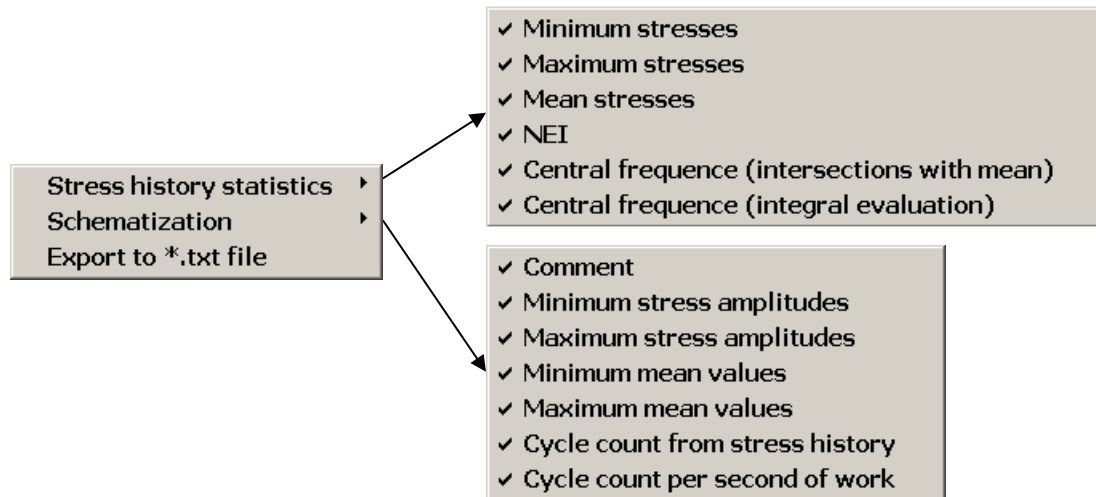 Stress history statistics
Schematization
Export to *.txt file
Minimum stresses
Maximum stresses
Mean stresses
NEI
Central frequence (intersections with mean)
Central frequence (integral evaluation)
Comment
Minimum stress amplitudes
Maximum stress amplitudes
Minimum mean values
Maximum mean values
Cycle count from stress history
Cycle count per second of work